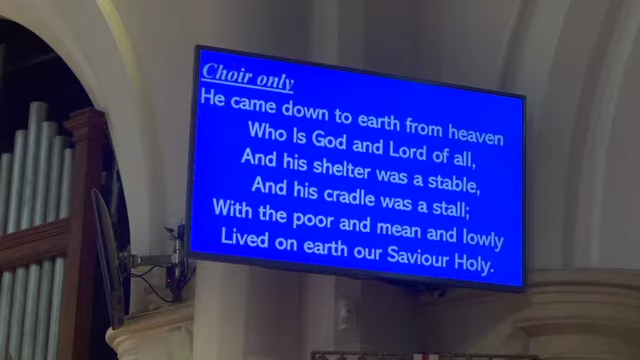 Choir only
He came down to earth from heaven
Who Is God and Lord of all,
And his shelter was a stable,
And his cradle was a stall;
With the poor and mean and lowly
Lived on earth our Saviour Holy.